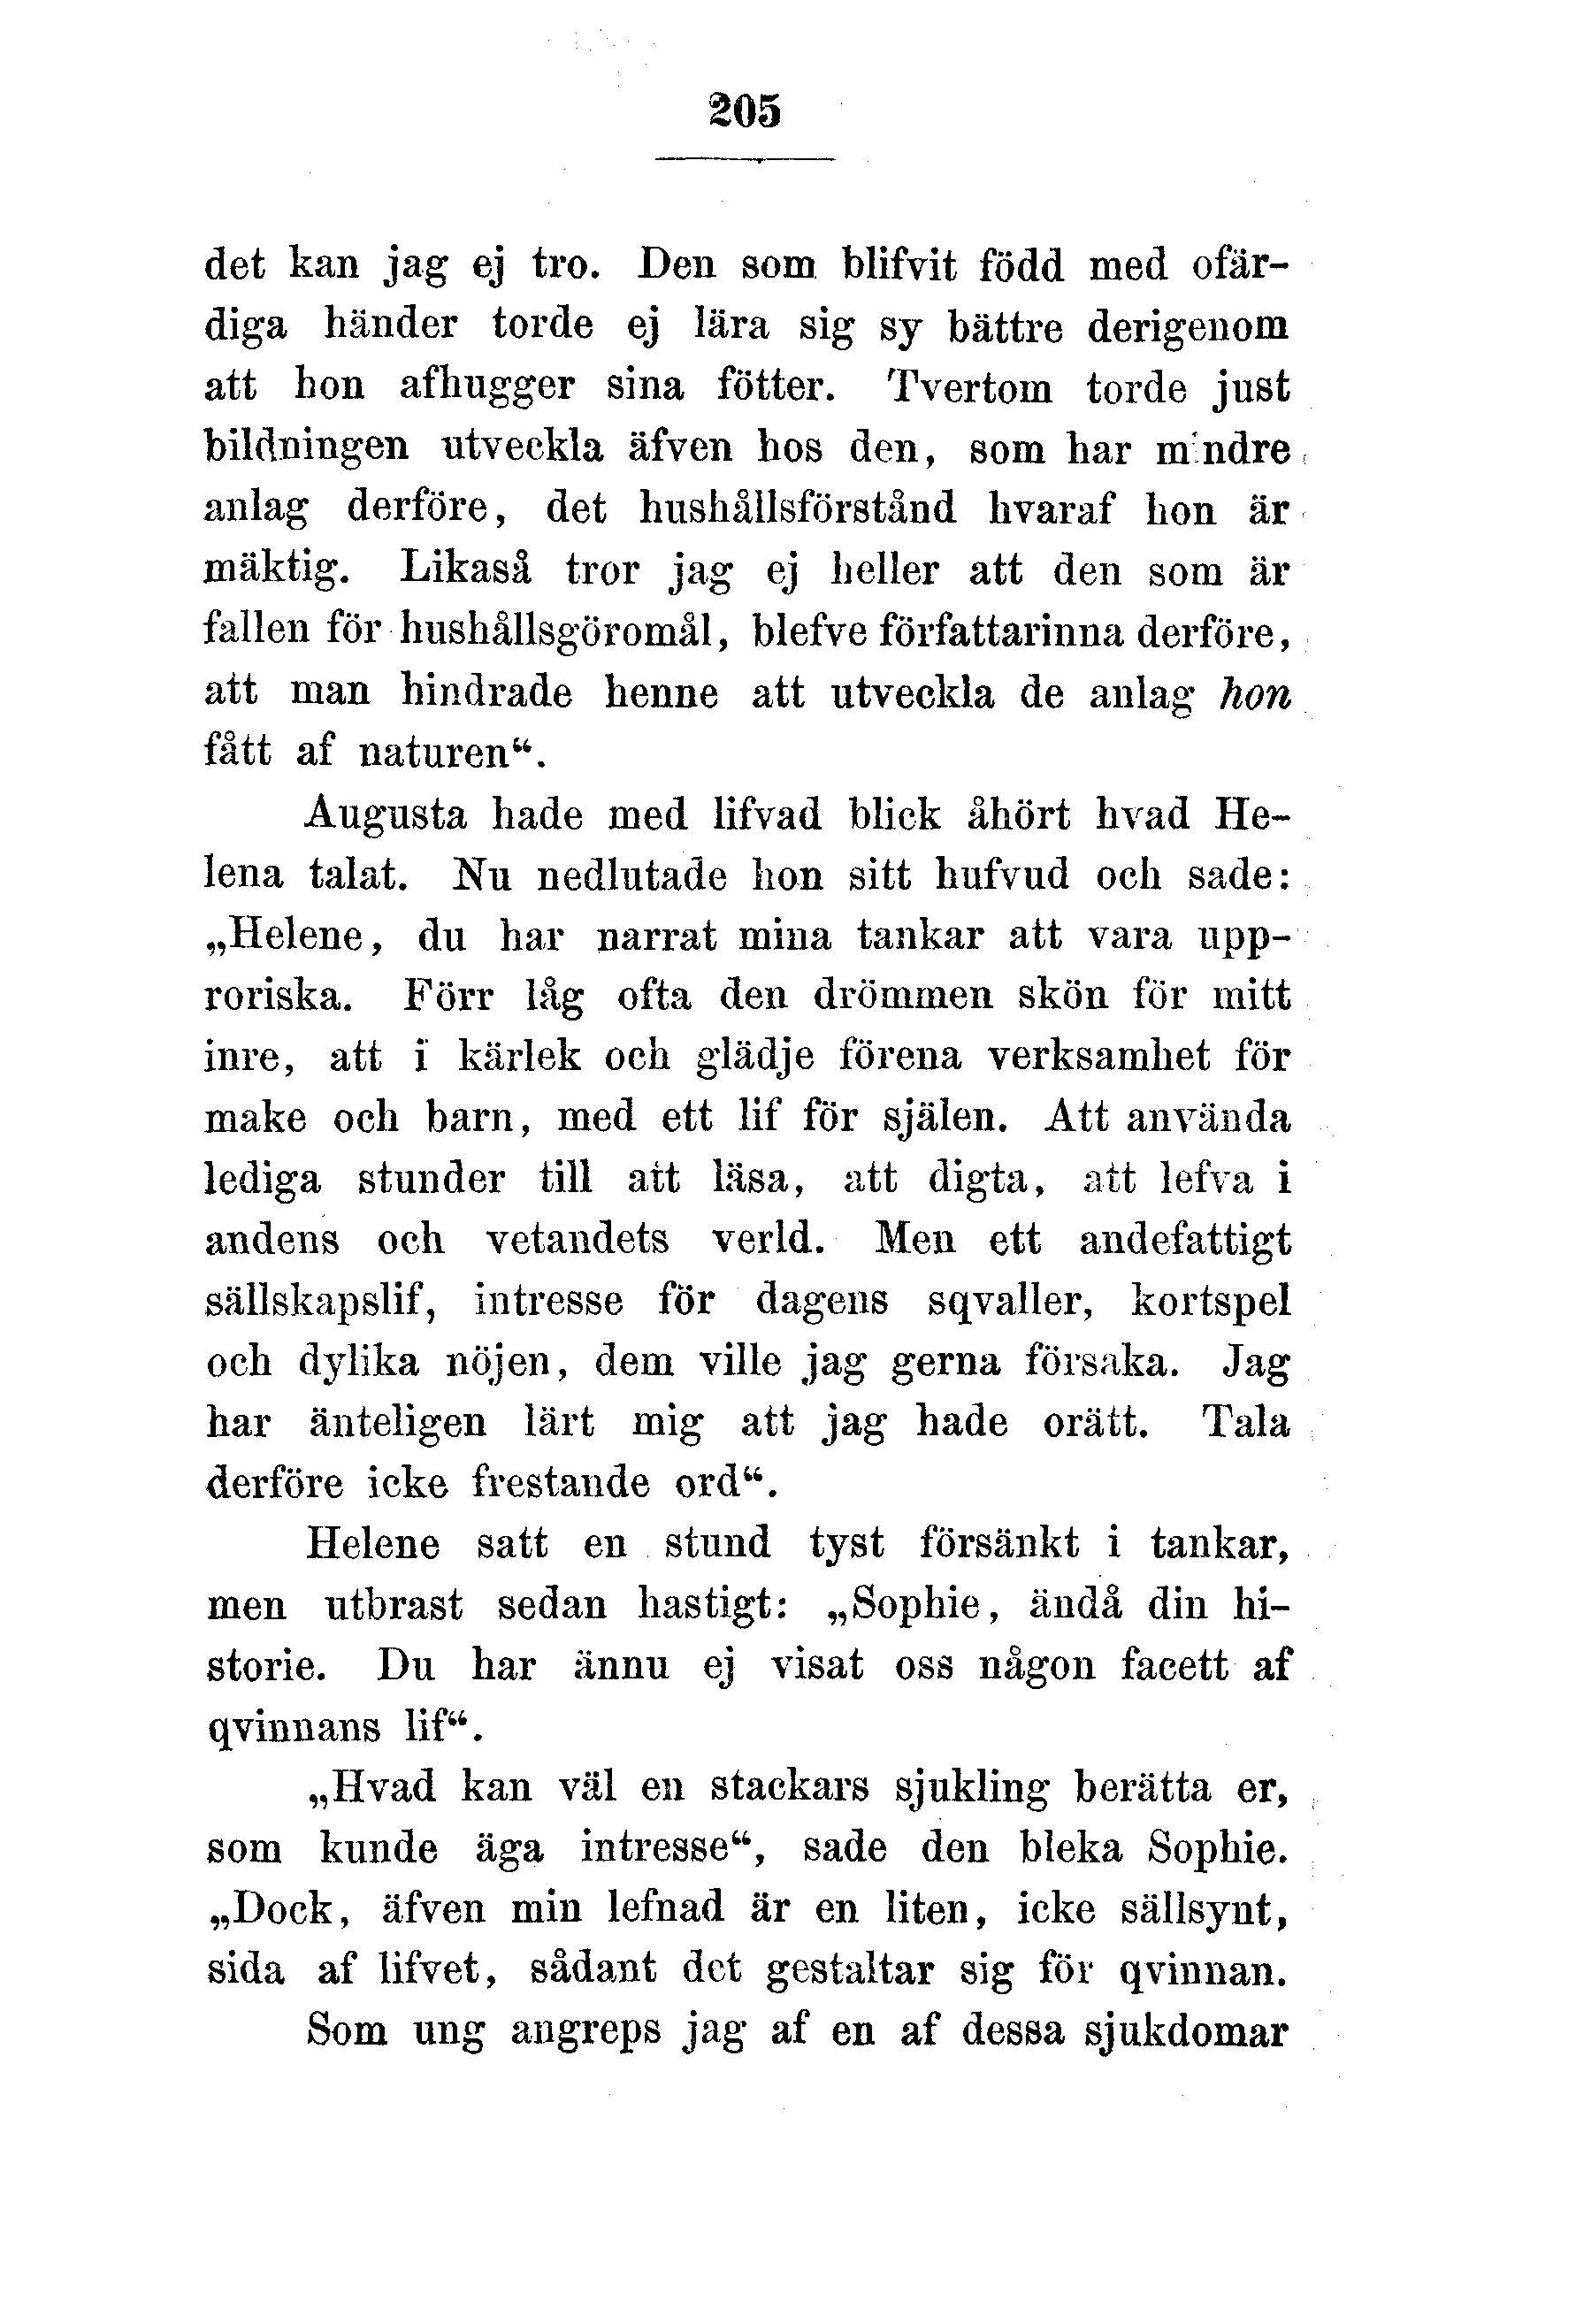 205
det kan jag ej tro. Den som blifvit född med ofär-
diga händer torde ej lära sig sy bättre derigenom
att hon afhugger sina fötter. Tvertom torde just
bildningen utveckla äfven hos den, som har mindre
anlag derföre, det hushållsförstånd hvaraf hon är
mäktig. Likaså tror jag ej heller att den som är
fallen för hushållsgöromål, blefve författarinna derföre,
att man hindrade henne att utveckla de anlag hon
fått af naturen“.
Augusta hade med lifvad blick åhört hvad He-
lena talat. Nu nedlutade hon sitt hufvud och sade:
„Helene, du har narrat mina tankar att vara upp-
roriska. Förr låg ofta den drömmen skön för mitt
inre, att i kärlek och glädje förena verksamhet för
make och barn, med ett lif för själen. Att använda
lediga stunder till att läsa, att digta, att lefva i
andens och vetandets verld. Men ett andefattigt
sällskapslif, intresse för dagens sqvaller, kortspel
och dylika nöjen, dem ville jag gerna försaka. Jag
har änteligen lärt mig att jag hade orätt. Tala
derföre icke frestande ord“.
Helene satt en stund tyst försänkt i tankar,
men utbrast sedan hastigt: „Sophie, ändå din hi-
storie. Du har ännu ej visat oss någon facett af
qvinnans lif“.
„Hvad kan väl en stackars sjukling berätta er,
som kunde äga intresse“, sade den bleka Sophie.
„Dock, äfven min lefnad är en liten, icke sällsynt,
sida af lifvet, sådant det gestaltar sig för qvinnan.
Som ung angreps jag af en af dessa sjukdomar